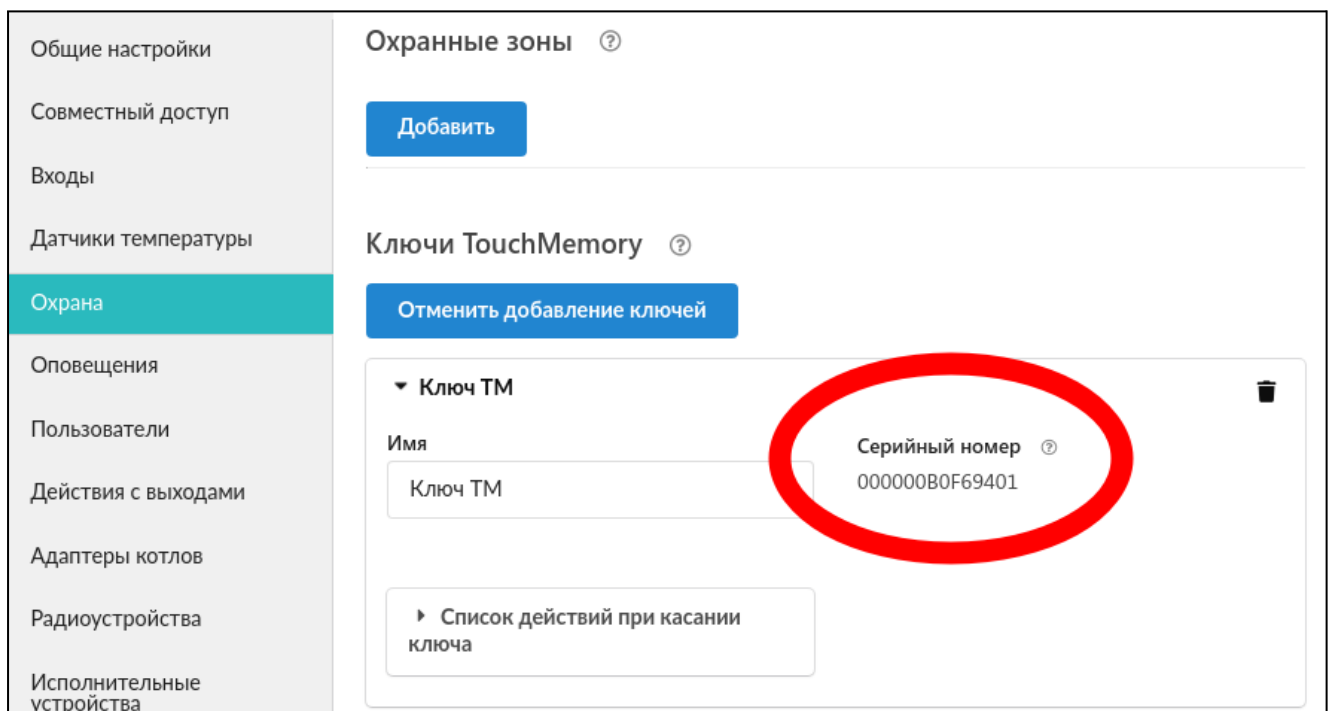 Общие настройки
Совместный доступ
Входы
Датчики температуры
Охрана
Оповещения
Пользователи
Действия с выходами
Адаптеры котлов
Радиоустройства
Исполнительные
устройства
Охранные зоны ?
Добавить
Ключи TouchMemory ?
Отменить добавление ключей
Ключ ТМ
Имя
Ключ ТМ
Серийный номер ?
000000B0F69401
Список действий при касании
ключа